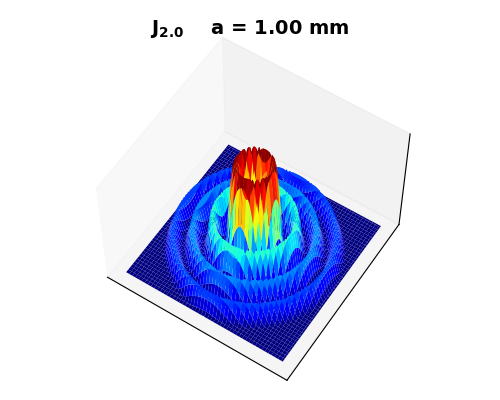 J₂.₀ a = 1.00 mm